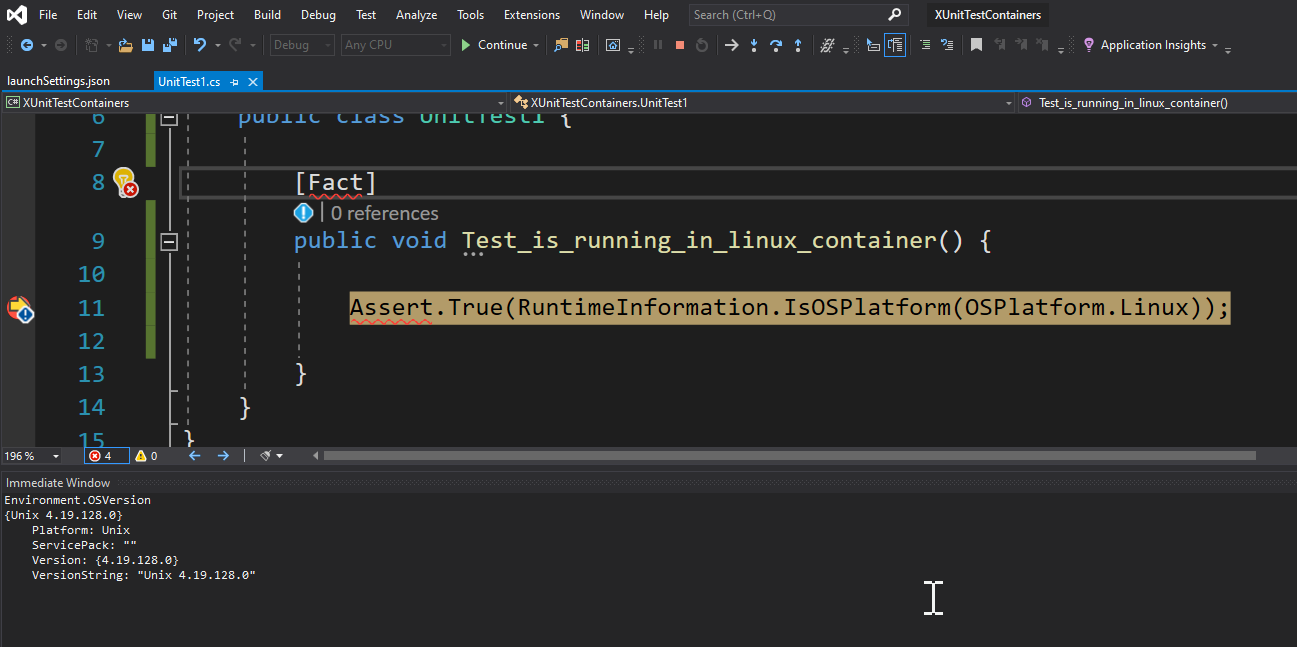 File Edit View Git Project Build Debug Test Analyze Tools Extensions Window Help Search (Ctrl+Q) XUnitTestContainers
Debug Any CPU Continue Application Insights
launchSettings.json UnitTest1.cs
C# XUnitTestContainers XUnitTestContainers.UnitTest1 Test_is_running_in_linux_container()
6 public class UnitTest1 {
7
8 [Fact]
0 references
9 public void Test_is_running_in_linux_container() {
10
11 Assert.True(RuntimeInformation.IsOSPlatform(OSPlatform.Linux));
12
13 }
14 }
15 }
196 % 4 0
Immediate Window
Environment.OSVersion
{Unix 4.19.128.0}
Platform: Unix
ServicePack: ""
Version: {4.19.128.0}
VersionString: "Unix 4.19.128.0"